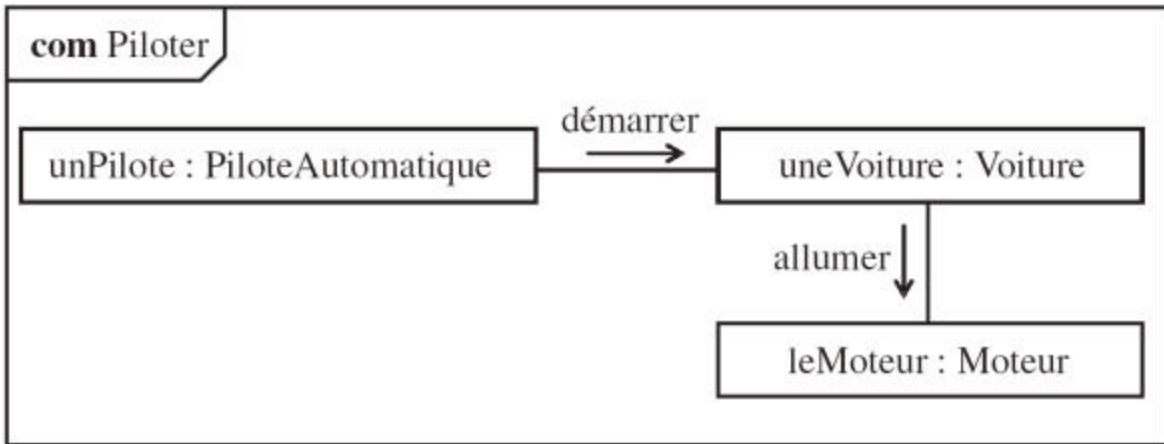 com Piloter
démarrer
unPilote : PiloteAutomatique
uneVoiture : Voiture
allumer
leMoteur : Moteur